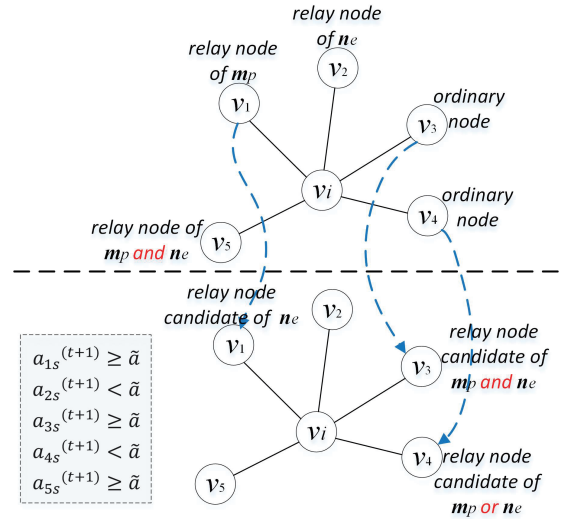 relay node
of nₑ
relay node
of mₚ
v₂
v₁
ordinary
node
v₃
vi
ordinary
node
v₄
relay node of
mₚ and nₑ
v₅
relay node
candidate of nₑ
v₂
v₁
relay node
candidate of
mₚ and nₑ
v₃
vi
v₄
relay node
candidate of
mₚ or nₑ
v₅
a₁ₛ⁽ᵗ⁺¹⁾ ≥ ã
a₂ₛ⁽ᵗ⁺¹⁾ < ã
a₃ₛ⁽ᵗ⁺¹⁾ ≥ ã
a₄ₛ⁽ᵗ⁺¹⁾ < ã
a₅ₛ⁽ᵗ⁺¹⁾ ≥ ã